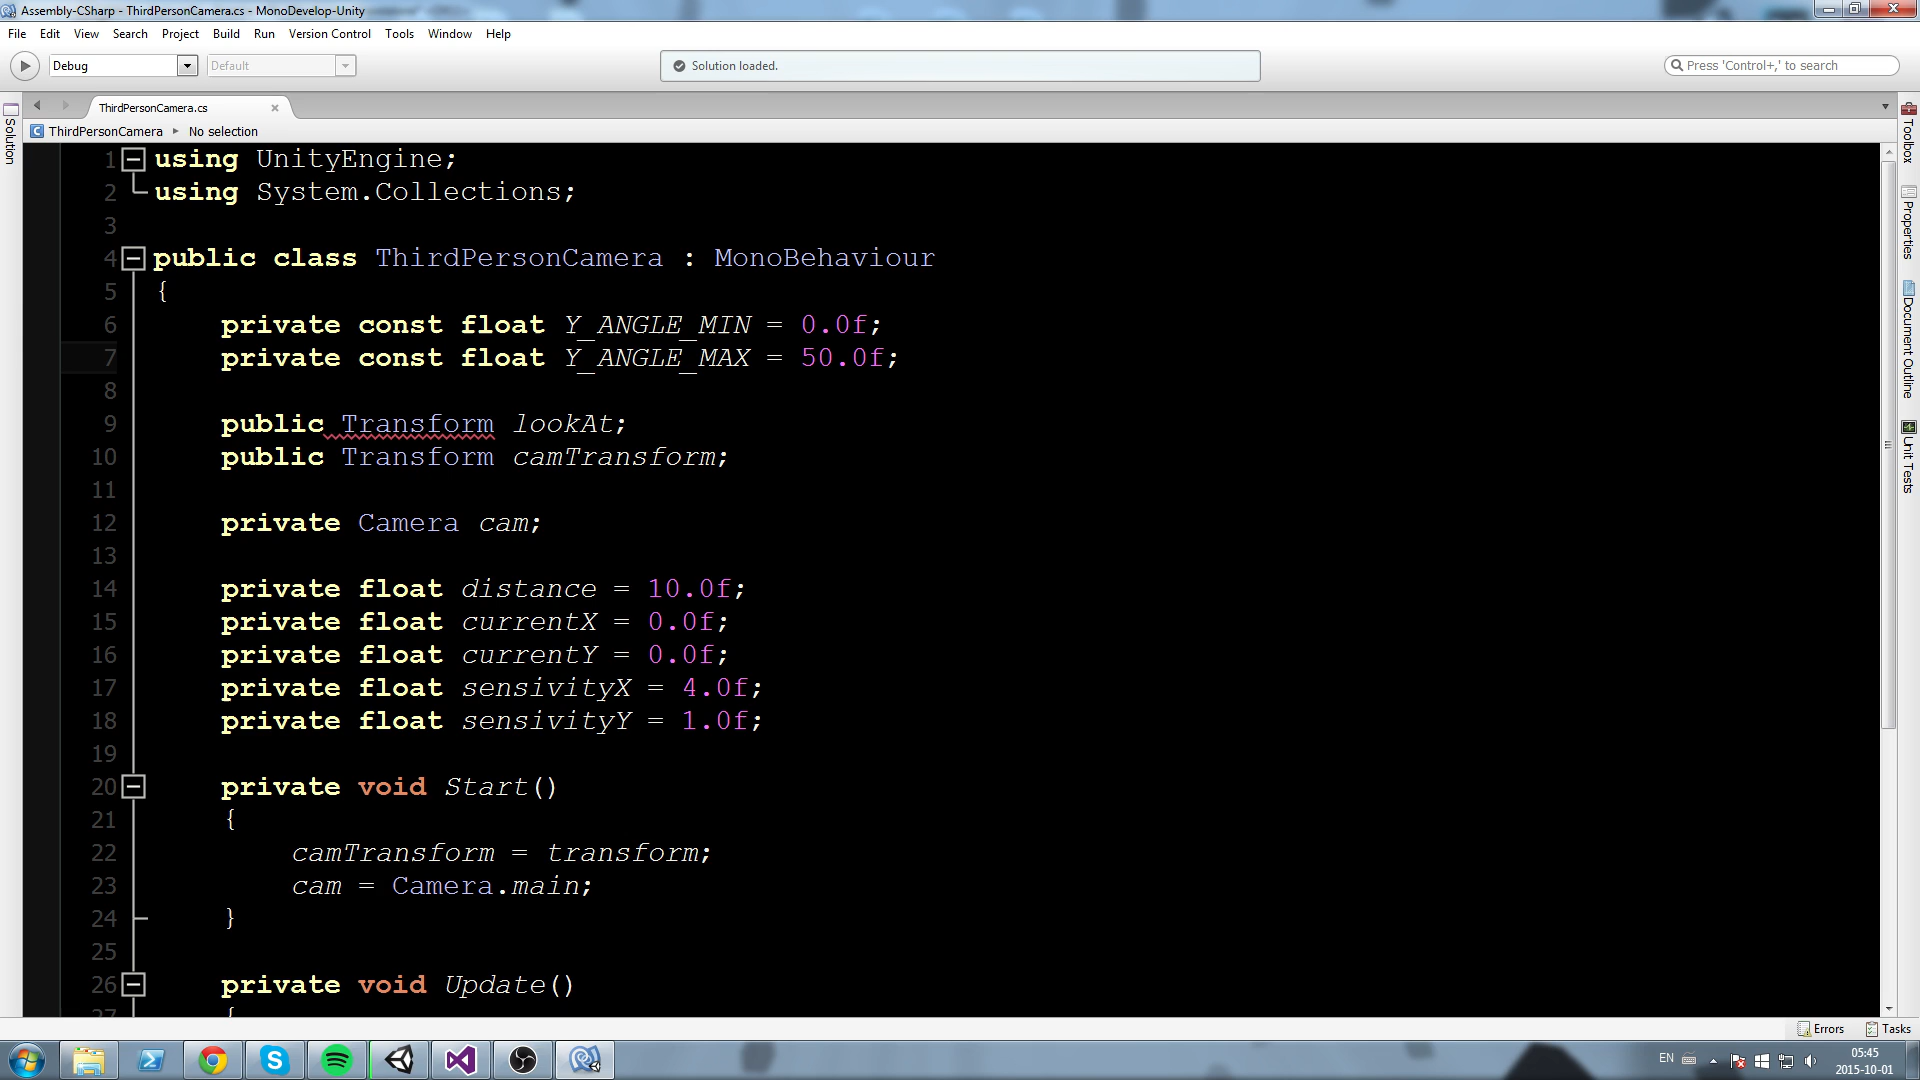 Assembly-CSharp - ThirdPersonCamera.cs - MonoDevelop-Unity
File Edit View Search Project Build Run Version Control Tools Window Help
Debug Default Solution loaded. Press 'Control+,' to search
ThirdPersonCamera.cs
ThirdPersonCamera No selection
Solution
Toolbox
Properties
Document Outline
Unit Tests
1 using UnityEngine;
2 using System.Collections;
3
4 public class ThirdPersonCamera : MonoBehaviour
5 {
6 private const float Y_ANGLE_MIN = 0.0f;
7 private const float Y_ANGLE_MAX = 50.0f;
8
9 public Transform lookAt;
10 public Transform camTransform;
11
12 private Camera cam;
13
14 private float distance = 10.0f;
15 private float currentX = 0.0f;
16 private float currentY = 0.0f;
17 private float sensivityX = 4.0f;
18 private float sensivityY = 1.0f;
19
20 private void Start()
21 {
22 camTransform = transform;
23 cam = Camera.main;
24 }
25
26 private void Update()
27 {
Errors Tasks
EN 05:45
2015-10-01